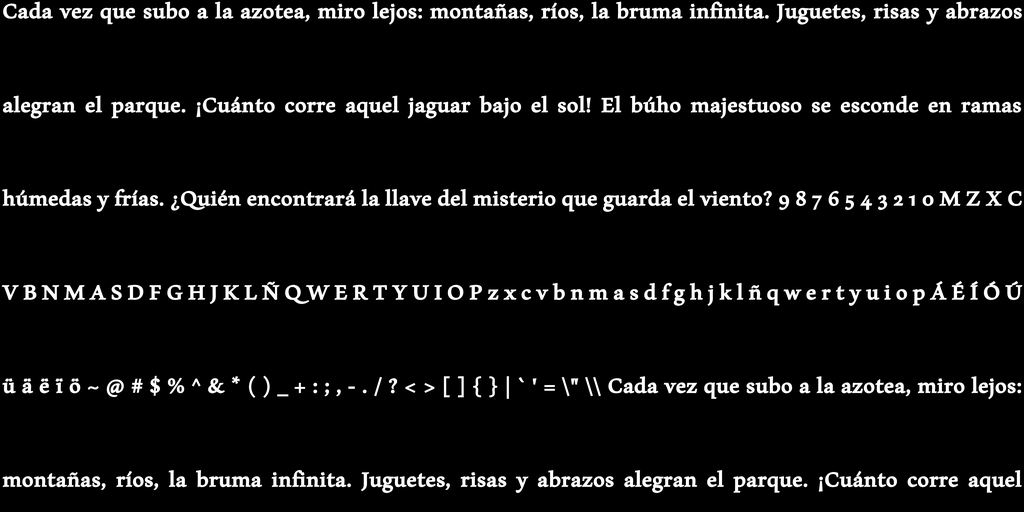 Cada vez que subo a la azotea, miro lejos: montañas, ríos, la bruma infinita. Juguetes, risas y abrazos
alegran el parque. ¡Cuánto corre aquel jaguar bajo el sol! El búho majestuoso se esconde en ramas
húmedas y frías. ¿Quién encontrará la llave del misterio que guarda el viento? 9 8 7 6 5 4 3 2 1 0 M Z X C
V B N M A S D F G H J K L Ñ Q W E R T Y U I O P z x c v b n m a s d f g h j k l ñ q w e r t y u i o p Á É Í Ó Ú
ü ä ë ï ö ~ @ # $ % ^ & * ( ) _ + : ; , - . / ? < > [ ] { } | ` ' = \" \\ Cada vez que subo a la azotea, miro lejos:
montañas, ríos, la bruma infinita. Juguetes, risas y abrazos alegran el parque. ¡Cuánto corre aquel